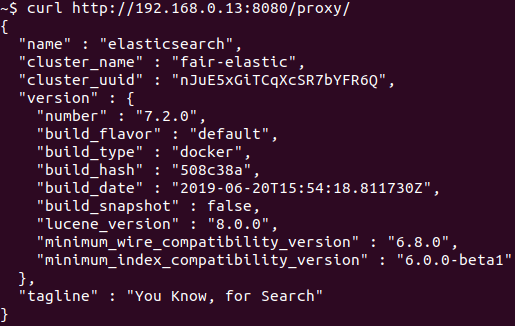 ~$ curl http://192.168.0.13:8080/proxy/
{
  "name" : "elasticsearch",
  "cluster_name" : "fair-elastic",
  "cluster_uuid" : "nJuE5xGiTCqXcSR7bYFR6Q",
  "version" : {
    "number" : "7.2.0",
    "build_flavor" : "default",
    "build_type" : "docker",
    "build_hash" : "508c38a",
    "build_date" : "2019-06-20T15:54:18.811730Z",
    "build_snapshot" : false,
    "lucene_version" : "8.0.0",
    "minimum_wire_compatibility_version" : "6.8.0",
    "minimum_index_compatibility_version" : "6.0.0-beta1"
  },
  "tagline" : "You Know, for Search"
}